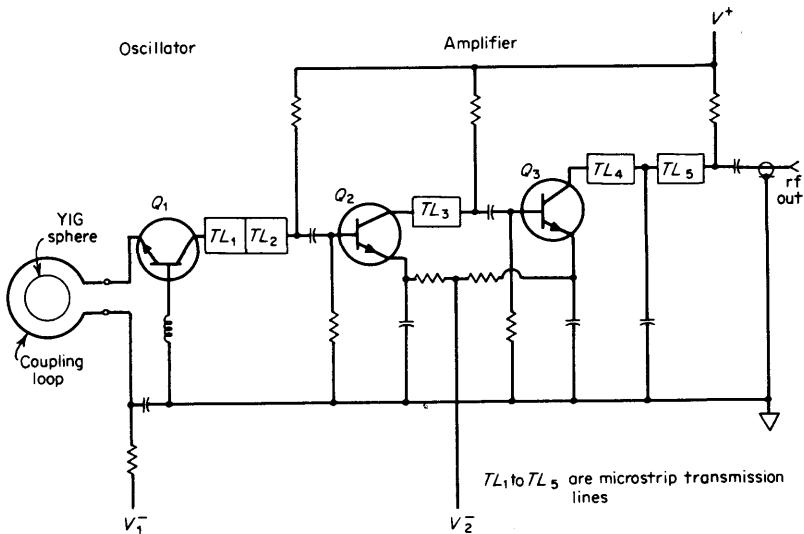 Oscillator
Amplifier
V+
Q1
Q2
Q3
YIG
sphere
TL1
TL2
TL3
TL4
TL5
rf
out
Coupling
loop
V1−
V2−
TL1 to TL5 are microstrip transmission
lines